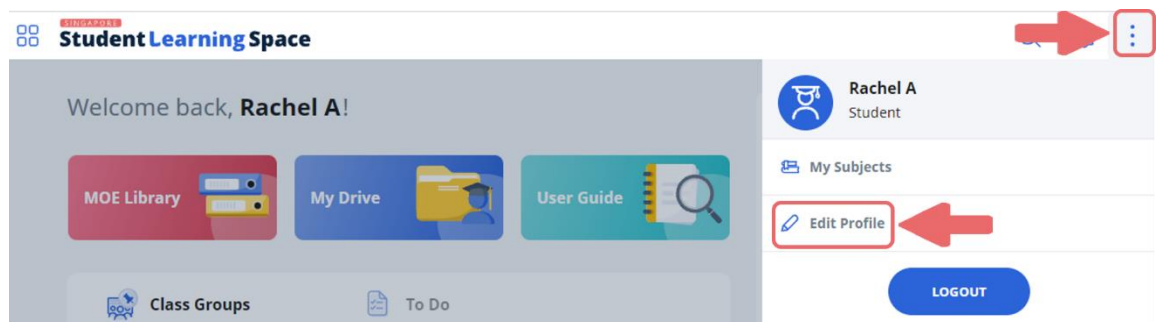 SINGAPORE
Student Learning Space
Welcome back, Rachel A!
MOE Library
My Drive
User Guide
Class Groups
To Do
Rachel A
Student
My Subjects
Edit Profile
LOGOUT